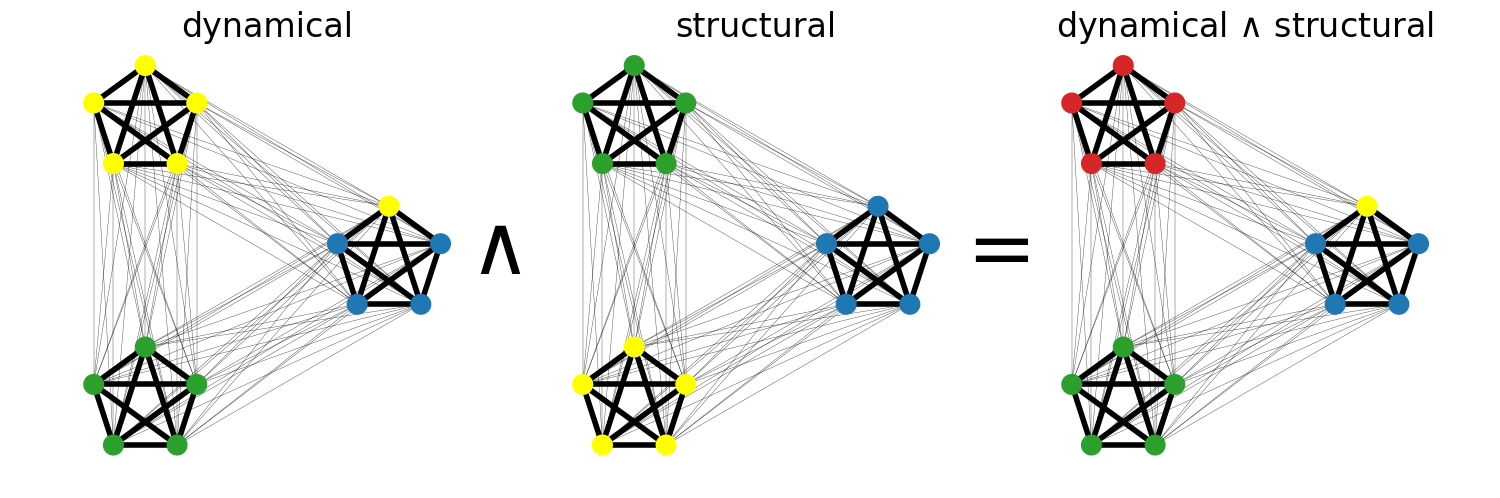 dynamical
structural
dynamical ∧ structural
∧
=